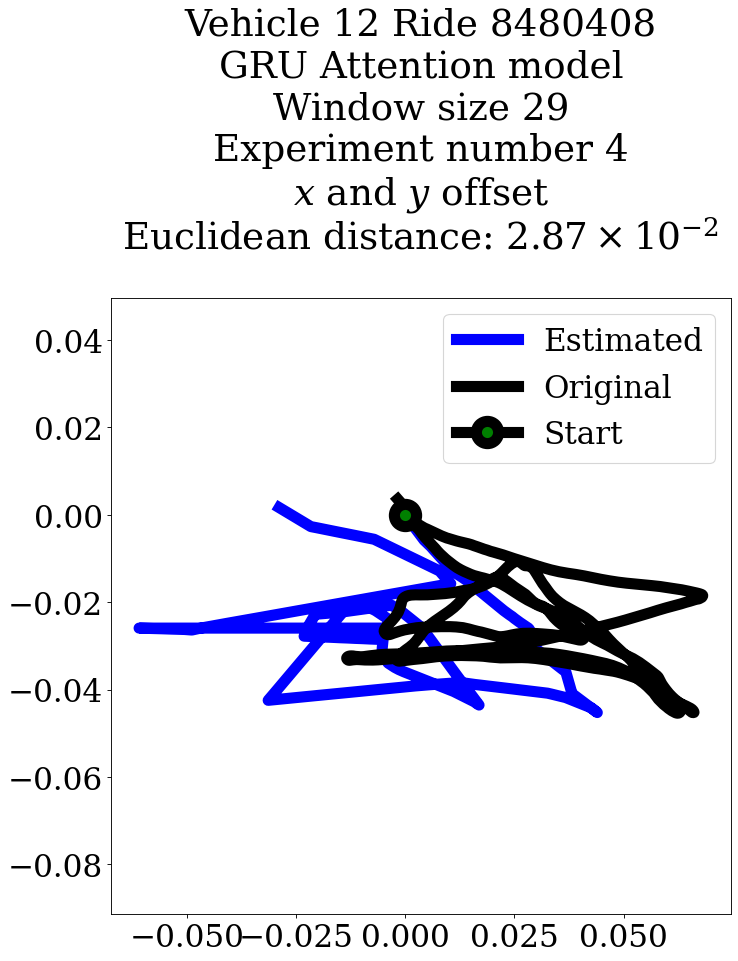 Vehicle 12 Ride 8480408
GRU Attention model
Window size 29
Experiment number 4
x and y offset
Euclidean distance: 2.87 × 10⁻²
Estimated
Original
Start
0.04
0.02
0.00
−0.02
−0.04
−0.06
−0.08
−0.050 −0.025 0.000 0.025 0.050